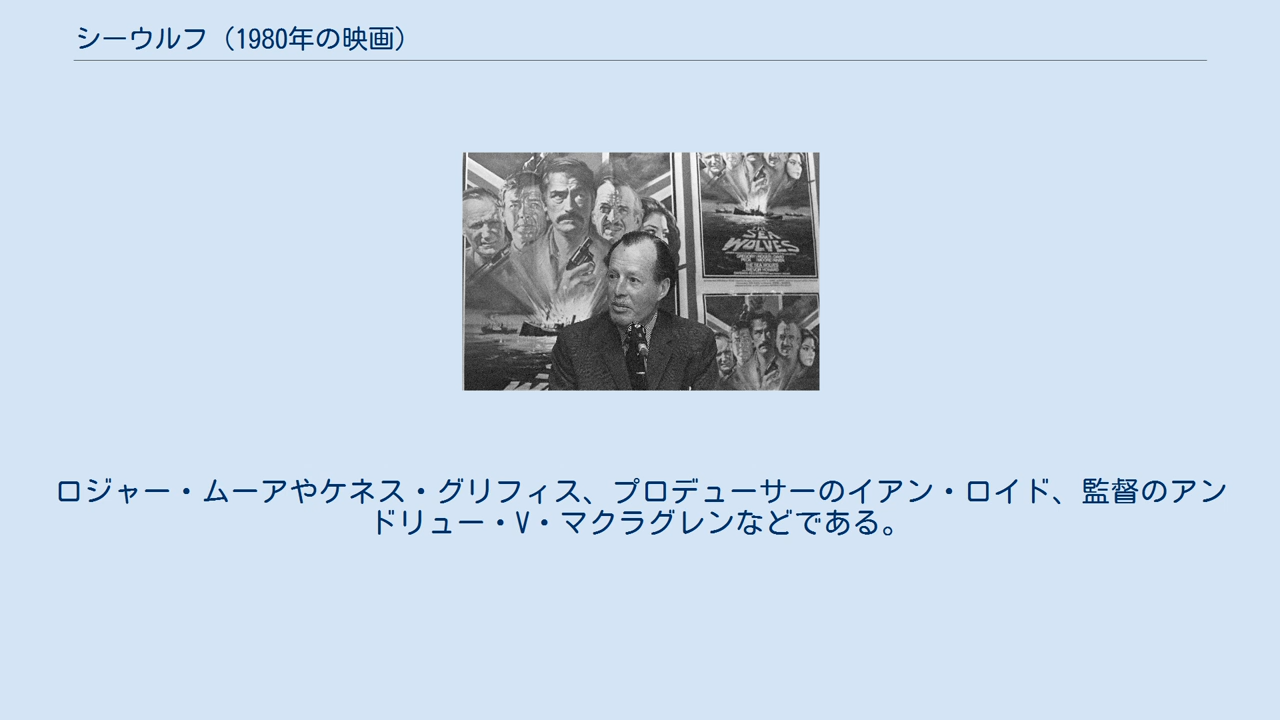 シーウルフ（1980年の映画）
THE
SEA
WOLVES
ロジャー・ムーアやケネス・グリフィス、プロデューサーのイアン・ロイド、監督のアン
ドリュー・V・マクラグレンなどである。